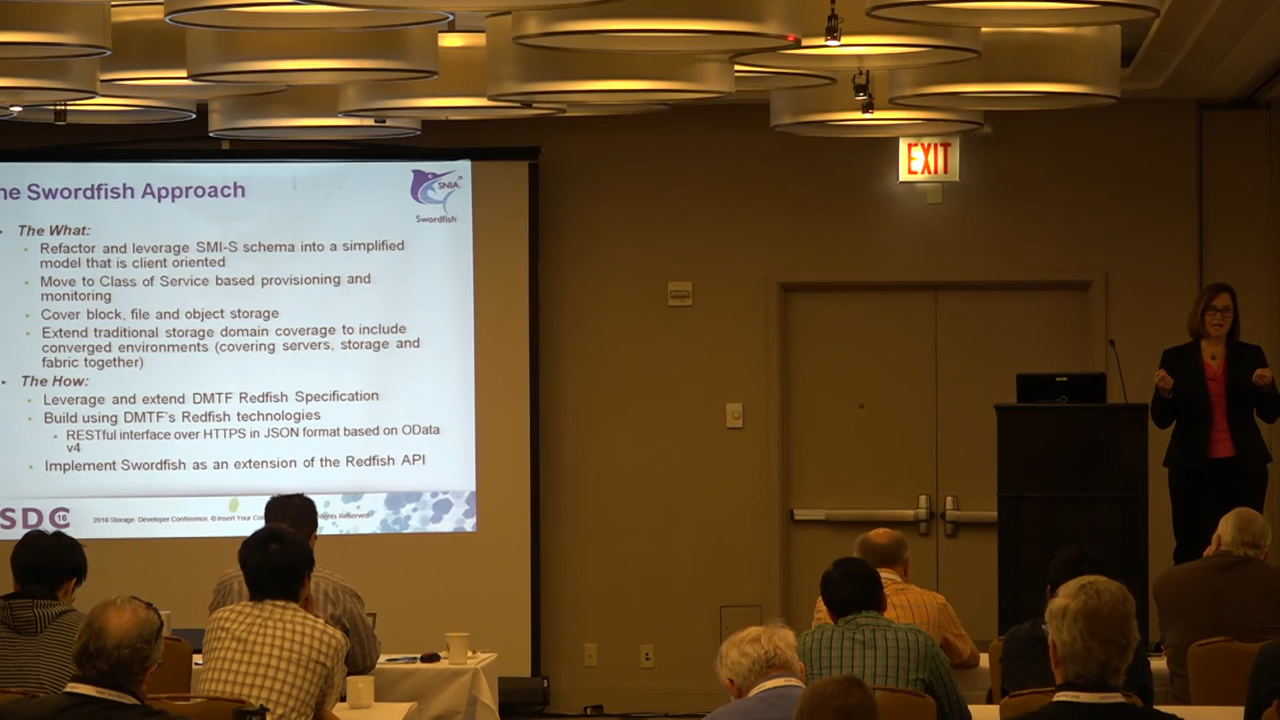 ne Swordfish Approach
SNIA
Swordfish
The What:
Refactor and leverage SMI-S schema into a simplified
model that is client oriented
Move to Class of Service based provisioning and
monitoring
Cover block, file and object storage
Extend traditional storage domain coverage to include
converged environments (covering servers, storage and
fabric together)
The How:
Leverage and extend DMTF Redfish Specification
Build using DMTF's Redfish technologies
RESTful interface over HTTPS in JSON format based on OData
v4
Implement Swordfish as an extension of the Redfish API
SDC 16
2016 Storage Developer Conference. © Insert Your Reserved
EXIT